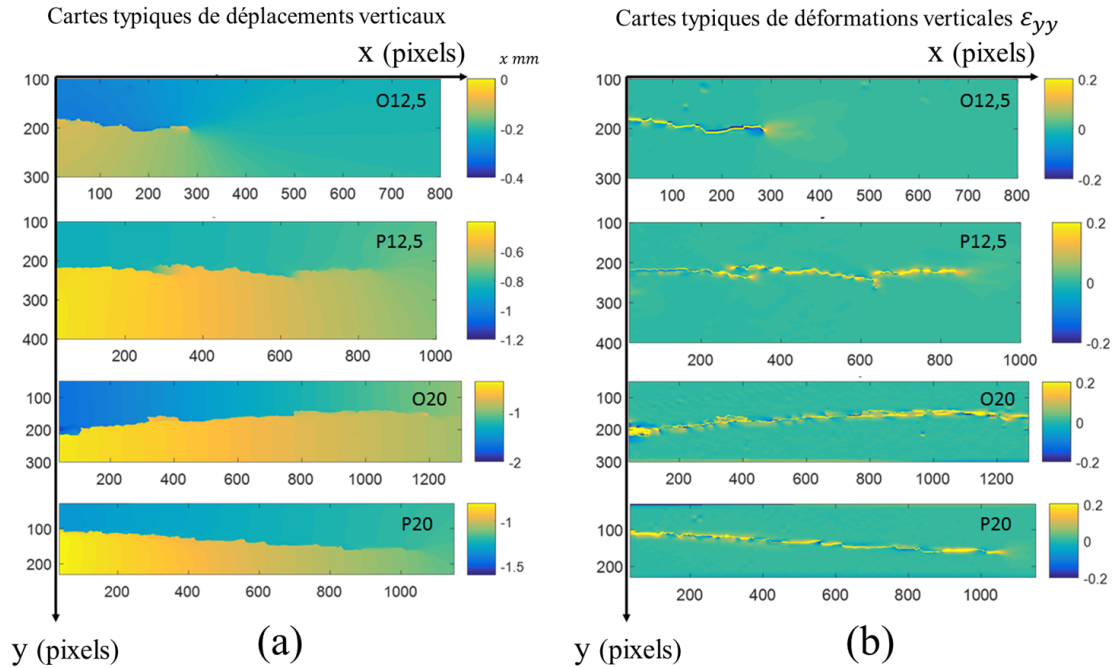 Cartes typiques de déplacements verticaux
Cartes typiques de déformations verticales εyy
x (pixels)
x mm
x (pixels)
100
200
300
O12,5
0
-0.2
-0.4
100 200 300 400 500 600 700 800
100
200
300
O12,5
0.2
0
-0.2
100 200 300 400 500 600 700 800
100
200
300
400
P12,5
-0.6
-0.8
-1
-1.2
200 400 600 800 1000
100
200
300
400
P12,5
0.2
0
-0.2
200 400 600 800 1000
100
200
300
O20
-1
-2
200 400 600 800 1000 1200
100
200
300
O20
0.2
0
-0.2
200 400 600 800 1000 1200
100
200
P20
-1
-1.5
200 400 600 800 1000
100
200
P20
0.2
0
-0.2
200 400 600 800 1000
y (pixels)
(a)
y (pixels)
(b)